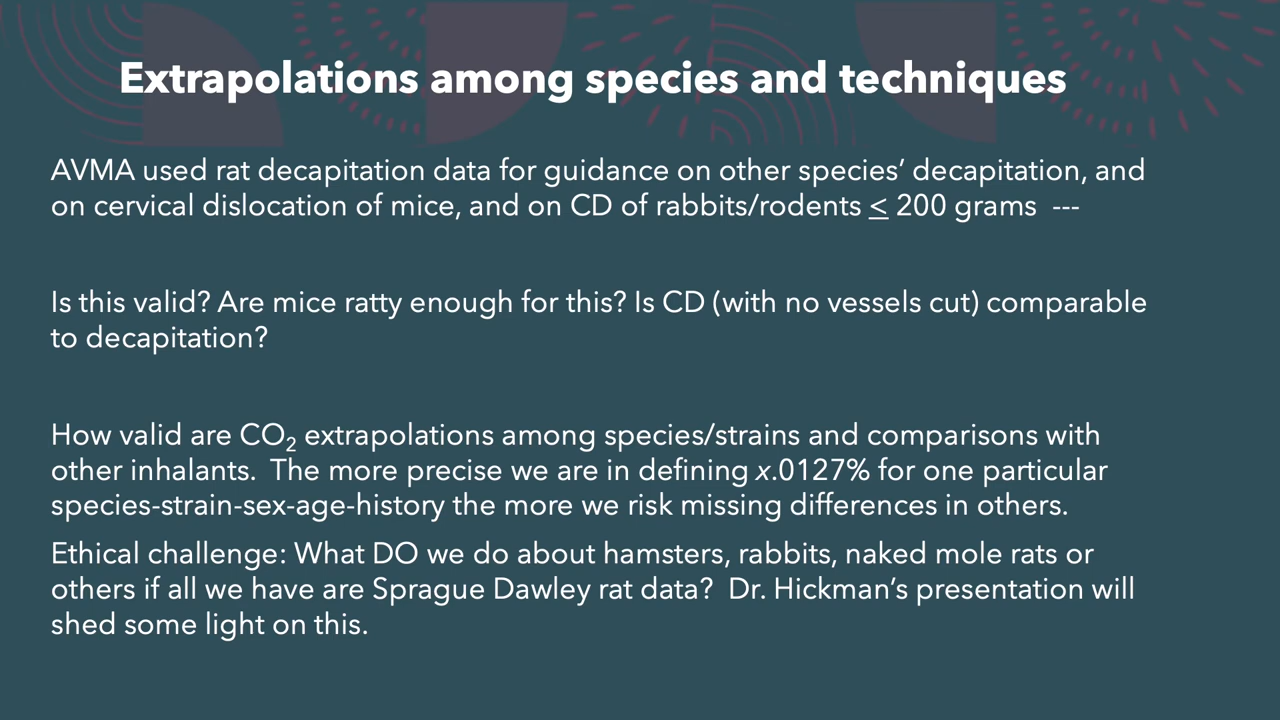 Extrapolations among species and techniques
AVMA used rat decapitation data for guidance on other species’ decapitation, and
on cervical dislocation of mice, and on CD of rabbits/rodents < 200 grams  ---
Is this valid? Are mice ratty enough for this? Is CD (with no vessels cut) comparable
to decapitation?
How valid are CO2 extrapolations among species/strains and comparisons with
other inhalants.  The more precise we are in defining x.0127% for one particular
species-strain-sex-age-history the more we risk missing differences in others.
Ethical challenge: What DO we do about hamsters, rabbits, naked mole rats or
others if all we have are Sprague Dawley rat data?  Dr. Hickman’s presentation will
shed some light on this.